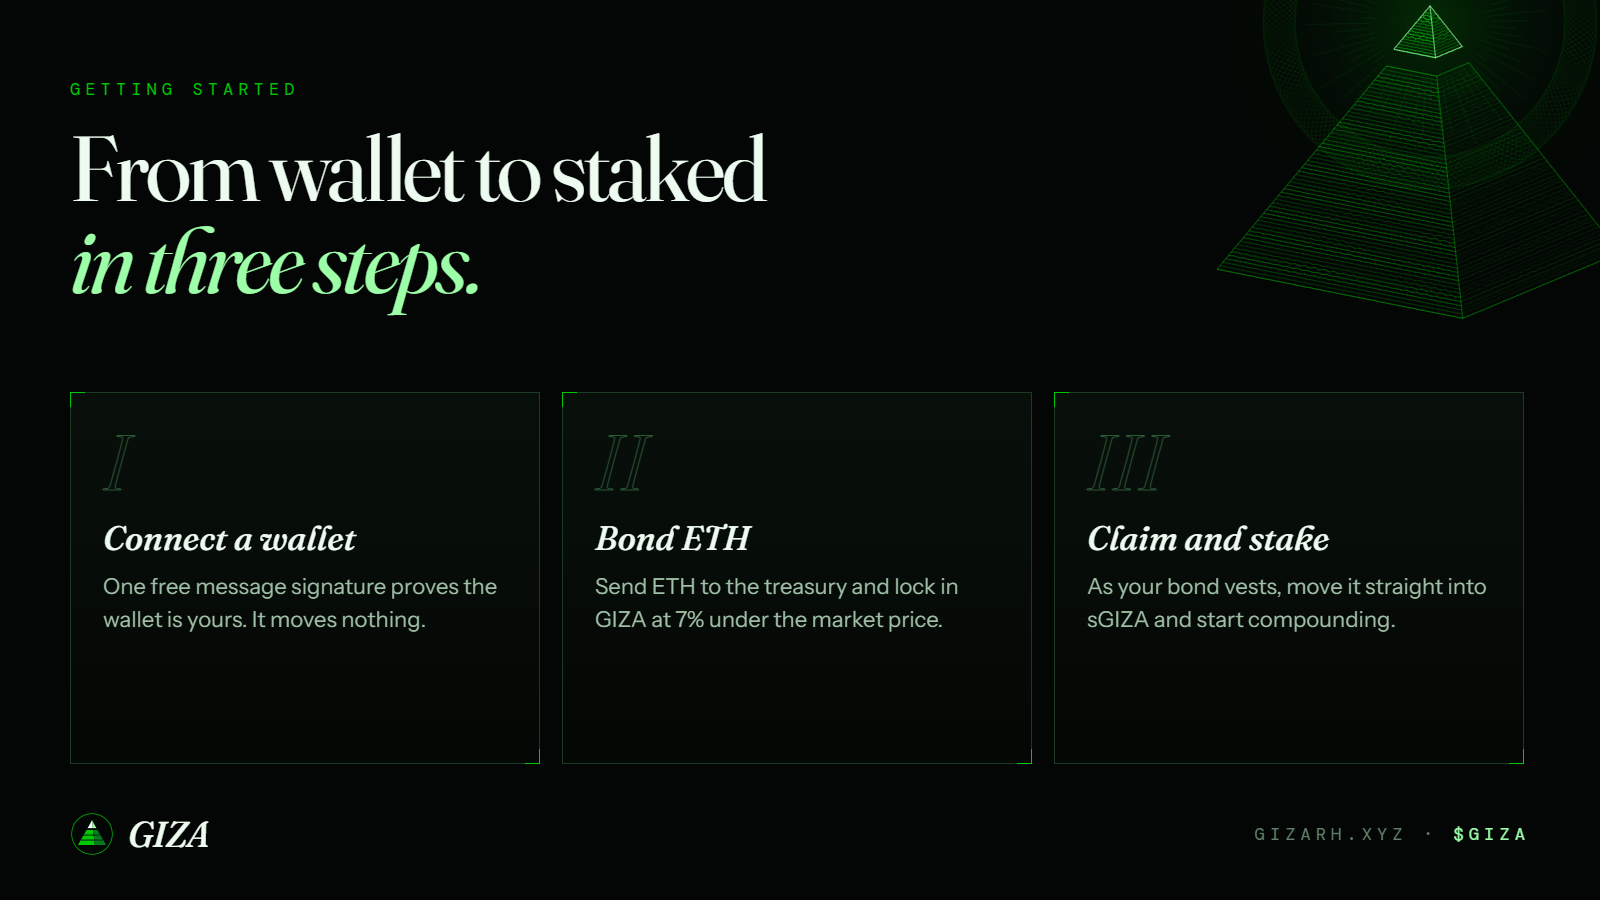 GETTING STARTED
From wallet to staked
in three steps.
I
Connect a wallet
One free message signature proves the
wallet is yours. It moves nothing.
II
Bond ETH
Send ETH to the treasury and lock in
GIZA at 7% under the market price.
III
Claim and stake
As your bond vests, move it straight into
sGIZA and start compounding.
GIZA
GIZARH.XYZ · $GIZA